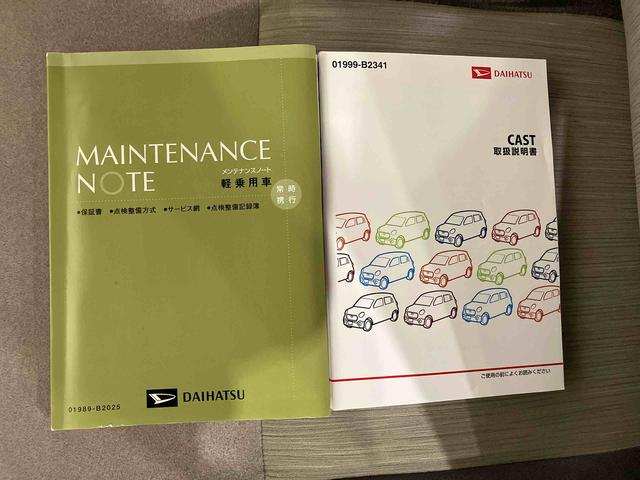 MAINTENANCE
NOTE
メンテナンスノート
軽乗用車
常時
携行
•保証書 •点検整備方式 •サービス網 •点検整備記録簿
DAIHATSU
01989-B2025
01999-B2341
DAIHATSU
CAST
取扱説明書
ご使用の前によくお読みください